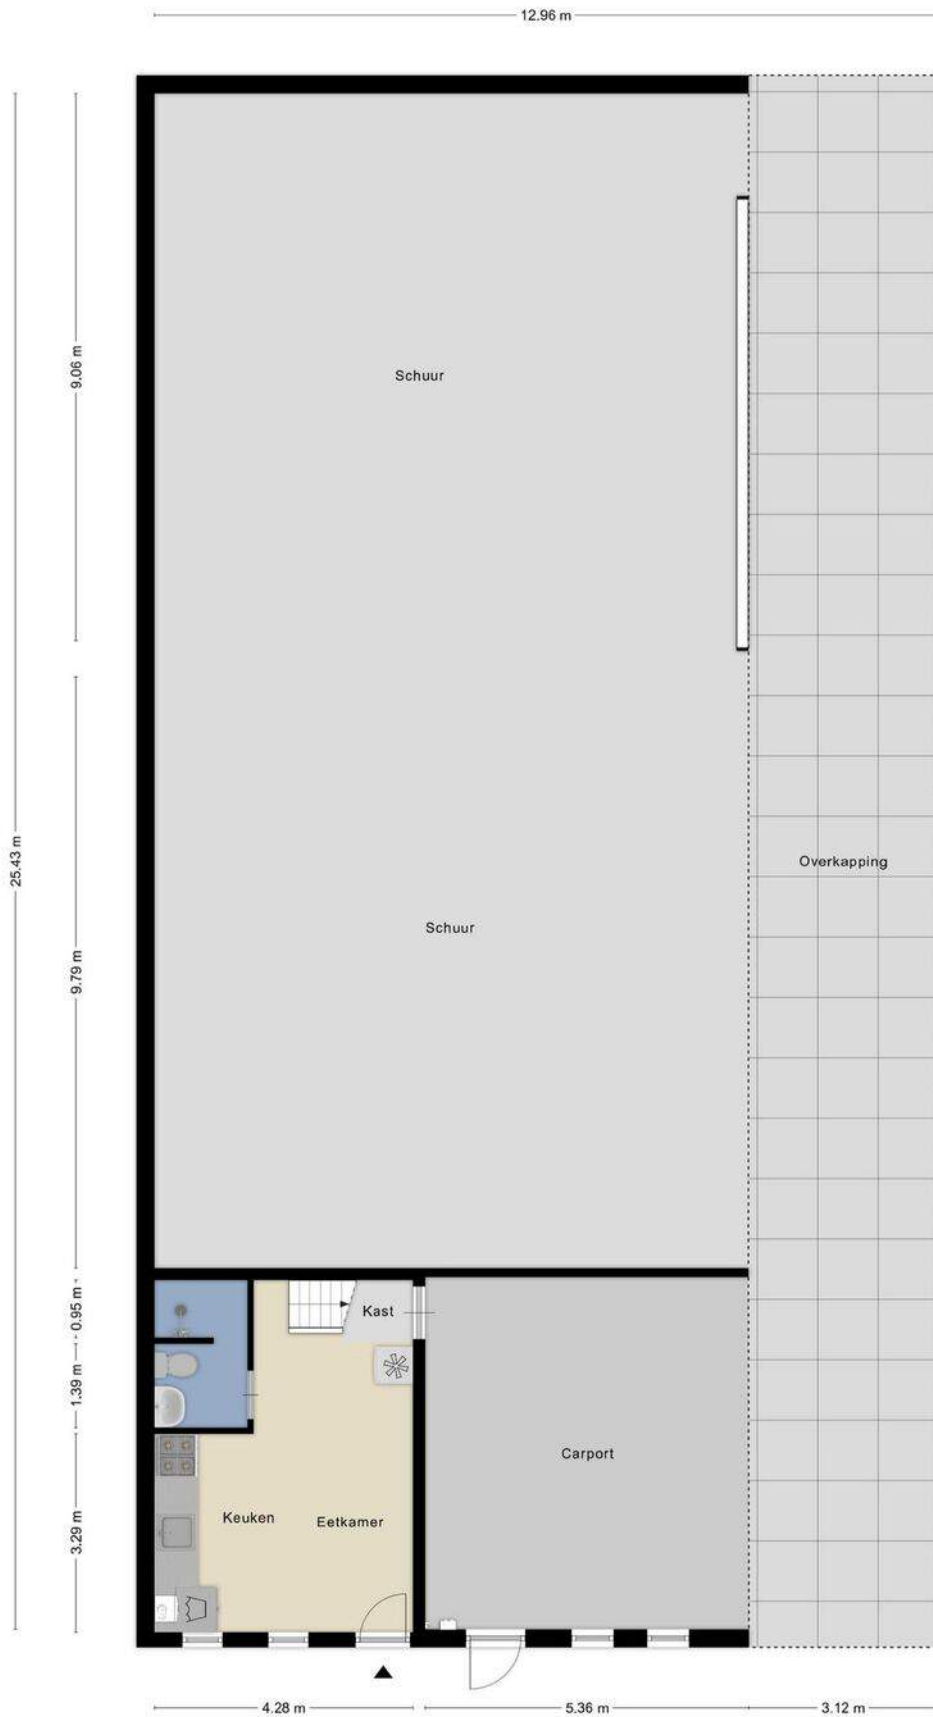 12.96 m
9.06 m
Schuur
25.43 m
Overkapping
Schuur
9.79 m
0.95 m
Kast
1.39 m
Carport
3.29 m
Keuken
Eetkamer
4.28 m
5.36 m
3.12 m